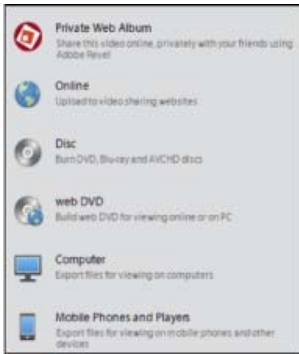 Private Web Album
Share this video online, privately with your friends using
Adobe Revel
Online
Upload to video sharing websites
Disc
Burn DVD, Blu-ray and AVCHD discs
web DVD
Build web DVD for viewing online or on PC
Computer
Export files for viewing on computers
Mobile Phones and Players
Export files for viewing on mobile phones and other
devices